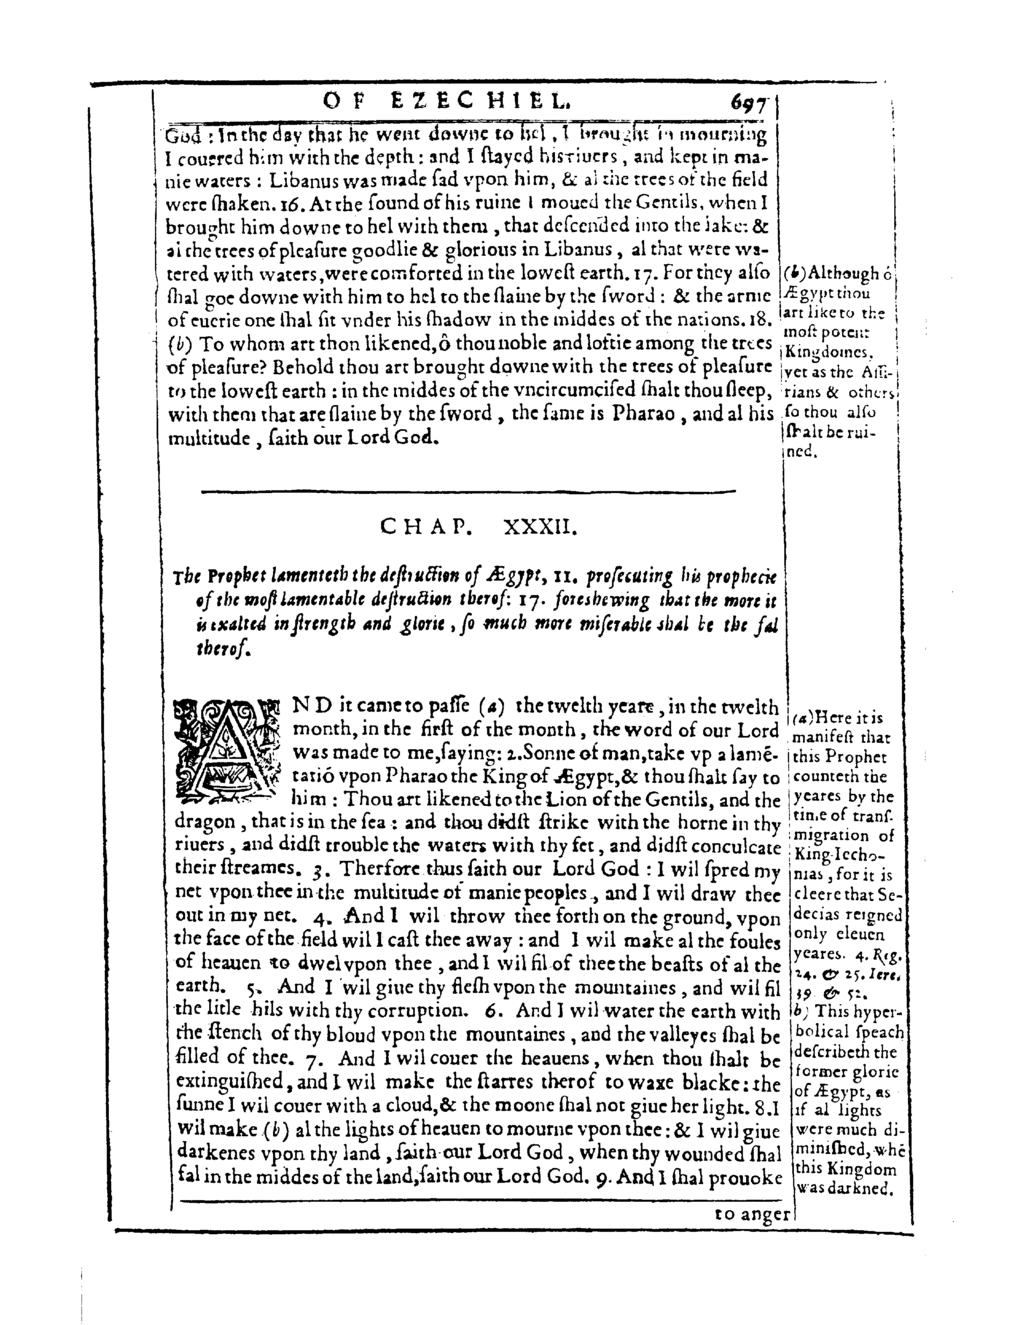 OF EZECHIEL. 697
God : In the day that he went downe to hel, I brought in mourning
I couered him with the depth : and I ſtayed his riuers, and kept in ma-
nie waters : Libanus was made ſad vpon him, & al the trees of the field
were ſhaken. 16. At the ſound of his ruine I moued the Gentils, when I
brought him downe to hel with them, that deſcended into the lake: &
al the trees of pleaſure goodlie & glorious in Libanus, al that were wa-
tered with waters, were comforted in the loweſt earth. 17. For they alſo
ſhal goe downe with him to hel to the ſlaine by the ſword : & the arme
of euerie one ſhal ſit vnder his ſhadow in the middes of the nations. 18.
(b) To whom art thou likened, ô thou noble and loftie among the trees
of pleaſure? Behold thou art brought downe with the trees of pleaſure
to the loweſt earth : in the middes of the vncircumciſed ſhalt thou ſleep,
with them that are ſlaine by the ſword, the ſame is Pharao, and al his
multitude, ſaith our Lord God.
(b) Although ô
Ægypt thou
art like to the
moſt potent
Kingdomes,
yet as the Aſſi-
rians & others
ſo thou alſo
ſhalt be rui-
ned.
CHAP. XXXII.
The Prophet lamenteth the deſtruction of Ægypt, 11. proſecuting his prophecie
of the moſt lamentable deſtruction therof: 17. foreshewing that the more it
is exalted in ſtrength and glorie, ſo much more miſerable shal be the fal
therof.
AND it came to paſſe (a) the twelth yeare, in the twelth
month, in the firſt of the month, the word of our Lord
was made to me, ſaying: 2. Sonne of man, take vp a lamē-
tatiō vpon Pharao the King of Ægypt, & thou ſhalt ſay to
him : Thou art likened to the Lion of the Gentils, and the
dragon, that is in the ſea : and thou didſt ſtrike with the horne in thy
riuers, and didſt trouble the waters with thy fet, and didſt conculcate
their ſtreames. 3. Therfore thus ſaith our Lord God : I wil ſpred my
net vpon thee in the multitude of manie peoples, and I wil draw thee
out in my net. 4. And I wil throw thee forth on the ground, vpon
the face of the field wil I caſt thee away : and I wil make al the foules
of heauen to dwel vpon thee, and I wil fil of thee the beaſts of al the
earth. 5. And I wil giue thy fleſh vpon the mountaines, and wil fil
the litle hils with thy corruption. 6. And I wil water the earth with
the ſtench of thy bloud vpon the mountaines, and the valleyes ſhal be
filled of thee. 7. And I wil couer the heauens, when thou ſhalt be
extinguiſhed, and I wil make the ſtarres therof to waxe blacke: the
ſunne I wil couer with a cloud, & the moone ſhal not giue her light. 8. I
wil make (b) al the lights of heauen to mourne vpon thee: & I wil giue
darkenes vpon thy land, ſaith our Lord God, when thy wounded ſhal
fal in the middes of the land, ſaith our Lord God. 9. And I ſhal prouoke
(a) Here it is
manifeſt that
this Prophet
counteth the
yeares by the
time of tranſ-
migration of
King Iecho-
nias, for it is
cleere that Se-
decias reigned
only eleuen
yeares. 4. Reg.
24. & 25. Iere.
39 & 52.
b) This hyper-
bolical ſpeach
deſcribeth the
former glorie
of Ægypt, as
if al lights
were much di-
miniſhed, whē
this Kingdom
was darkned.
to anger